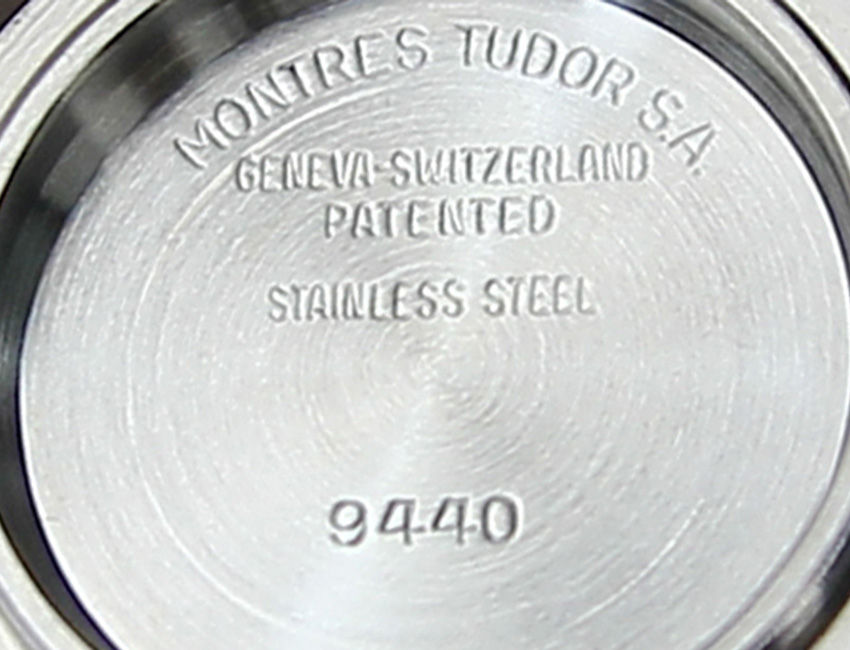 MONTRES TUDOR S.A.
GENEVA-SWITZERLAND
PATENTED
STAINLESS STEEL
9440